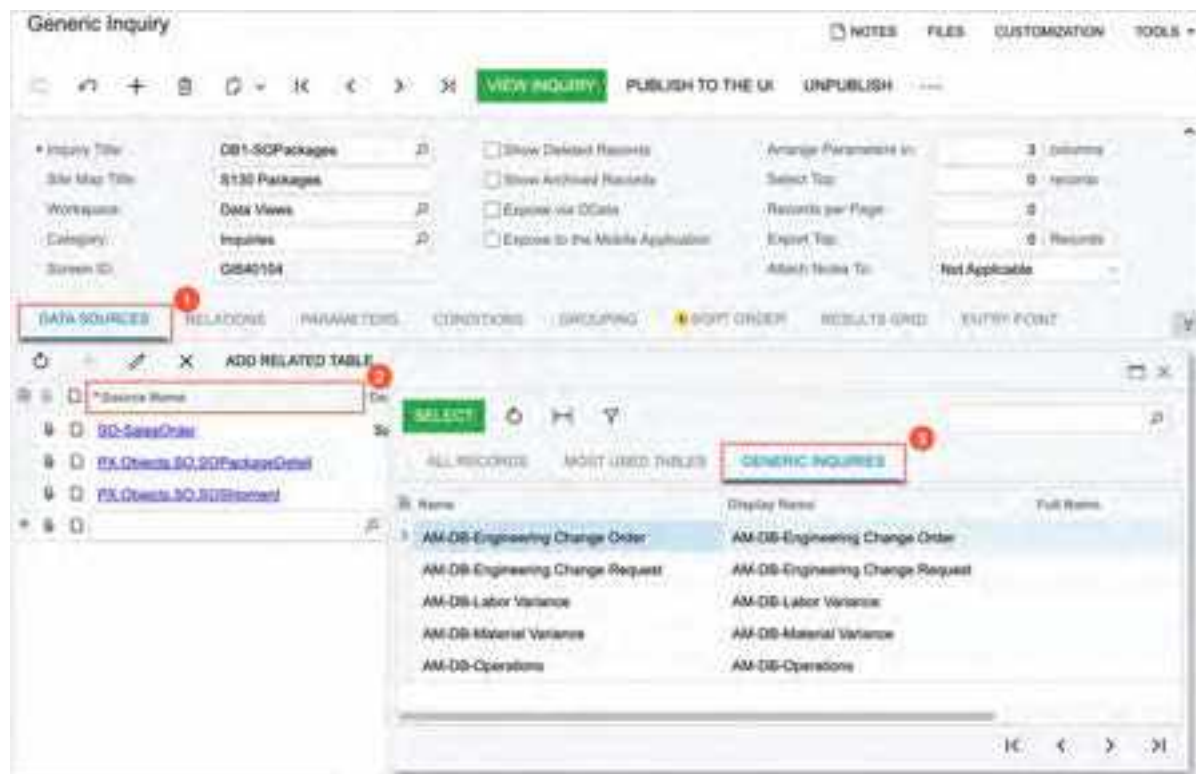 Generic Inquiry
NOTES FILES CUSTOMIZATION TOOLS
VIEW INQUIRY PUBLISH TO THE UI UNPUBLISH
* Inquiry Title: DB1-SOPackages
Show Deleted Records
Arrange Parameters in: 3 columns
Site Map Title: S130 Packages
Show Archived Records
Select Top: 0 records
Workspace: Data Views
Expose via OData
Records per Page: 0
Category: Inquiries
Expose to the Mobile Application
Export Top: 0 Records
Screen ID: GI640104
Attach Notes To: Not Applicable
1
DATA SOURCES RELATIONS PARAMETERS CONDITIONS GROUPING SORT ORDER RESULTS GRID ENTRY POINT
ADD RELATED TABLE
2
* Source Name
SO-SalesOrder
PX.Objects.SO.SOPackageDetail
PX.Objects.SO.SOShipment
SELECT
3
ALL RECORDS MOST USED TABLES GENERIC INQUIRIES
Name Display Name Full Name
AM-DB-Engineering Change Order AM-DB-Engineering Change Order
AM-DB-Engineering Change Request AM-DB-Engineering Change Request
AM-DB-Labor Variance AM-DB-Labor Variance
AM-DB-Material Variance AM-DB-Material Variance
AM-DB-Operations AM-DB-Operations